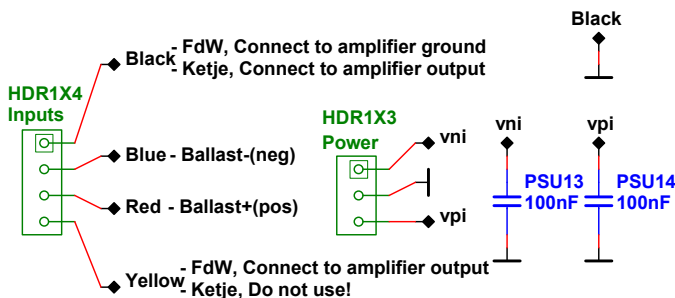 Black
- FdW, Connect to amplifier ground
Black - Ketje, Connect to amplifier output
HDR1X4
Inputs
HDR1X3
Power
vni
vni
vpi
Blue - Ballast-(neg)
PSU13
100nF
PSU14
100nF
Red - Ballast+(pos)
vpi
- FdW, Connect to amplifier output
Yellow - Ketje, Do not use!